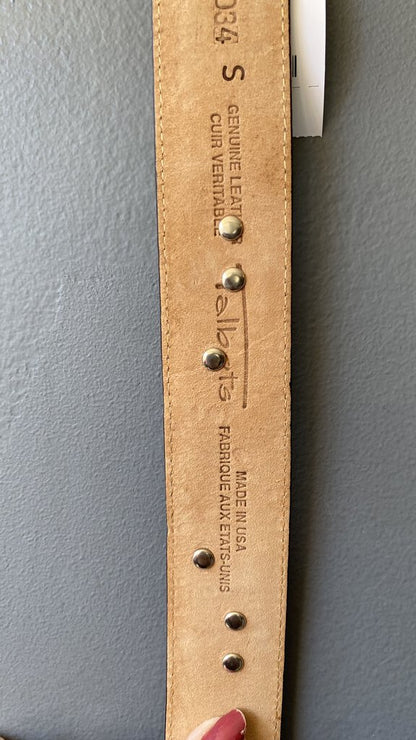 034 S
GENUINE LEATHER
CUIR VERITABLE
Talbots
MADE IN USA
FABRIQUE AUX ETATS-UNIS